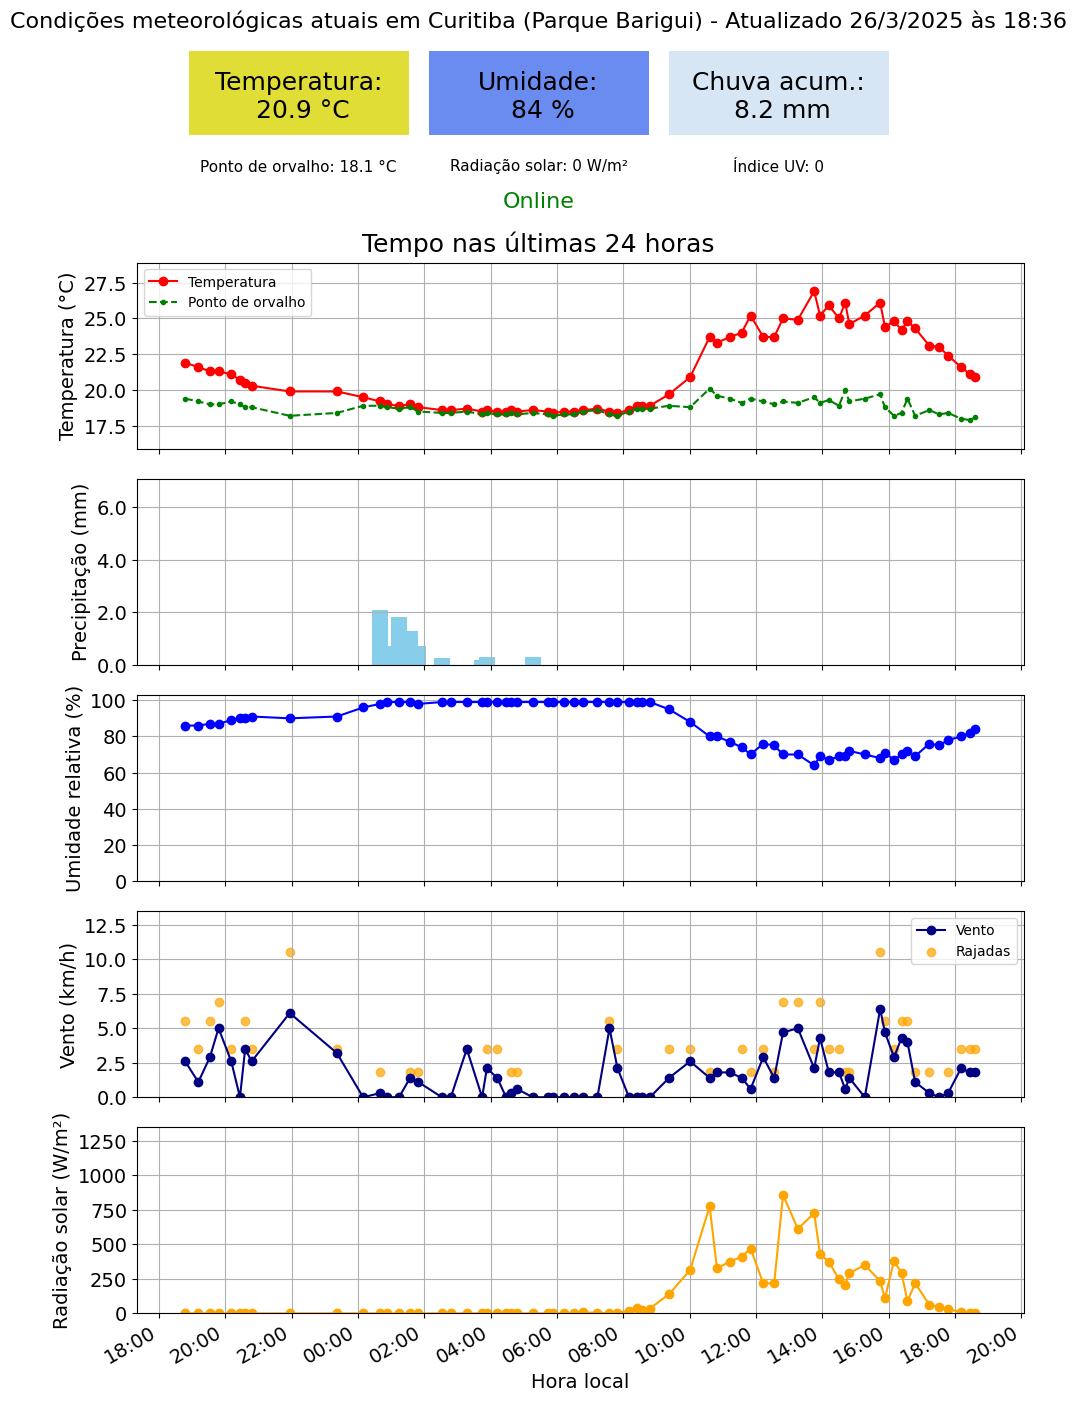 Condições meteorológicas atuais em Curitiba (Parque Barigui) - Atualizado 26/3/2025 às 18:36
Temperatura:
20.9 °C
Umidade:
84 %
Chuva acum.:
8.2 mm
Ponto de orvalho: 18.1 °C
Radiação solar: 0 W/m²
Índice UV: 0
Online
Tempo nas últimas 24 horas
Temperatura (°C)
27.5
25.0
22.5
20.0
17.5
Temperatura
Ponto de orvalho
Precipitação (mm)
6.0
4.0
2.0
0.0
Umidade relativa (%)
100
80
60
40
20
0
Vento (km/h)
12.5
10.0
7.5
5.0
2.5
0.0
Vento
Rajadas
Radiação solar (W/m²)
1250
1000
750
500
250
0
18:00 20:00 22:00 00:00 02:00 04:00 06:00 08:00 10:00 12:00 14:00 16:00 18:00 20:00
Hora local